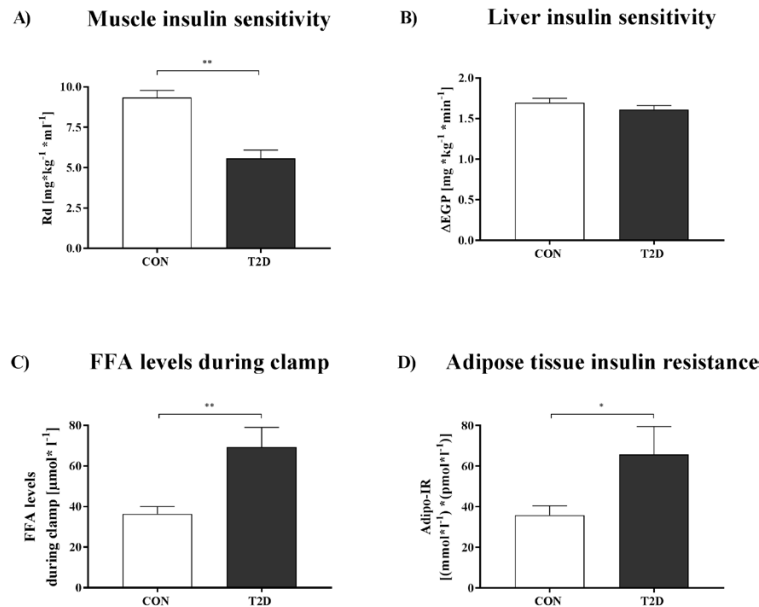 A) Muscle insulin sensitivity
**
10.0
7.5
5.0
2.5
0.0
Rd [mg*kg⁻¹ *ml⁻¹]
CON T2D
B) Liver insulin sensitivity
2.0
1.5
1.0
0.5
0.0
ΔEGP [mg *kg⁻¹ *min⁻¹]
CON T2D
C) FFA levels during clamp
**
80
60
40
20
0
FFA levels
during clamp [μmol* l⁻¹]
CON T2D
D) Adipose tissue insulin resistance
*
80
60
40
20
0
Adipo-IR
[(mmol*l⁻¹) *(pmol*l⁻¹)]
CON T2D